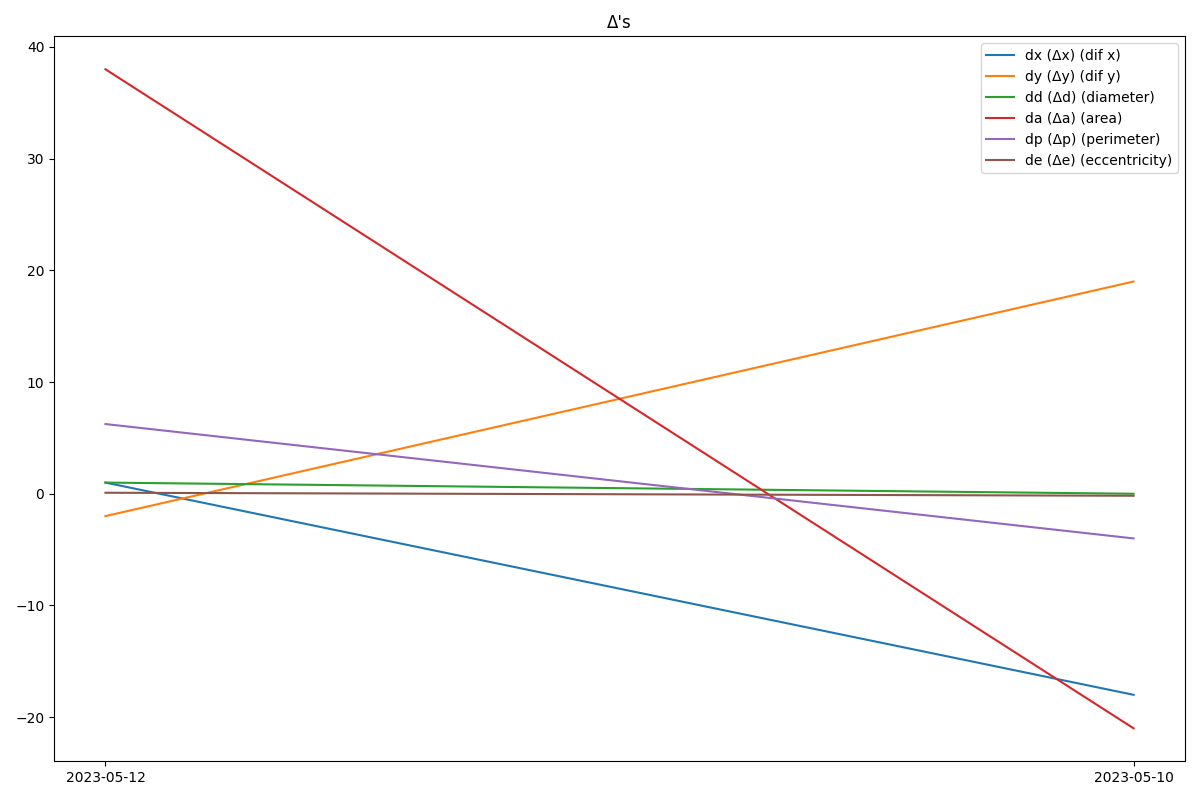 Δ's
40
30
20
10
0
−10
−20
dx (Δx) (dif x)
dy (Δy) (dif y)
dd (Δd) (diameter)
da (Δa) (area)
dp (Δp) (perimeter)
de (Δe) (eccentricity)
2023-05-12
2023-05-10